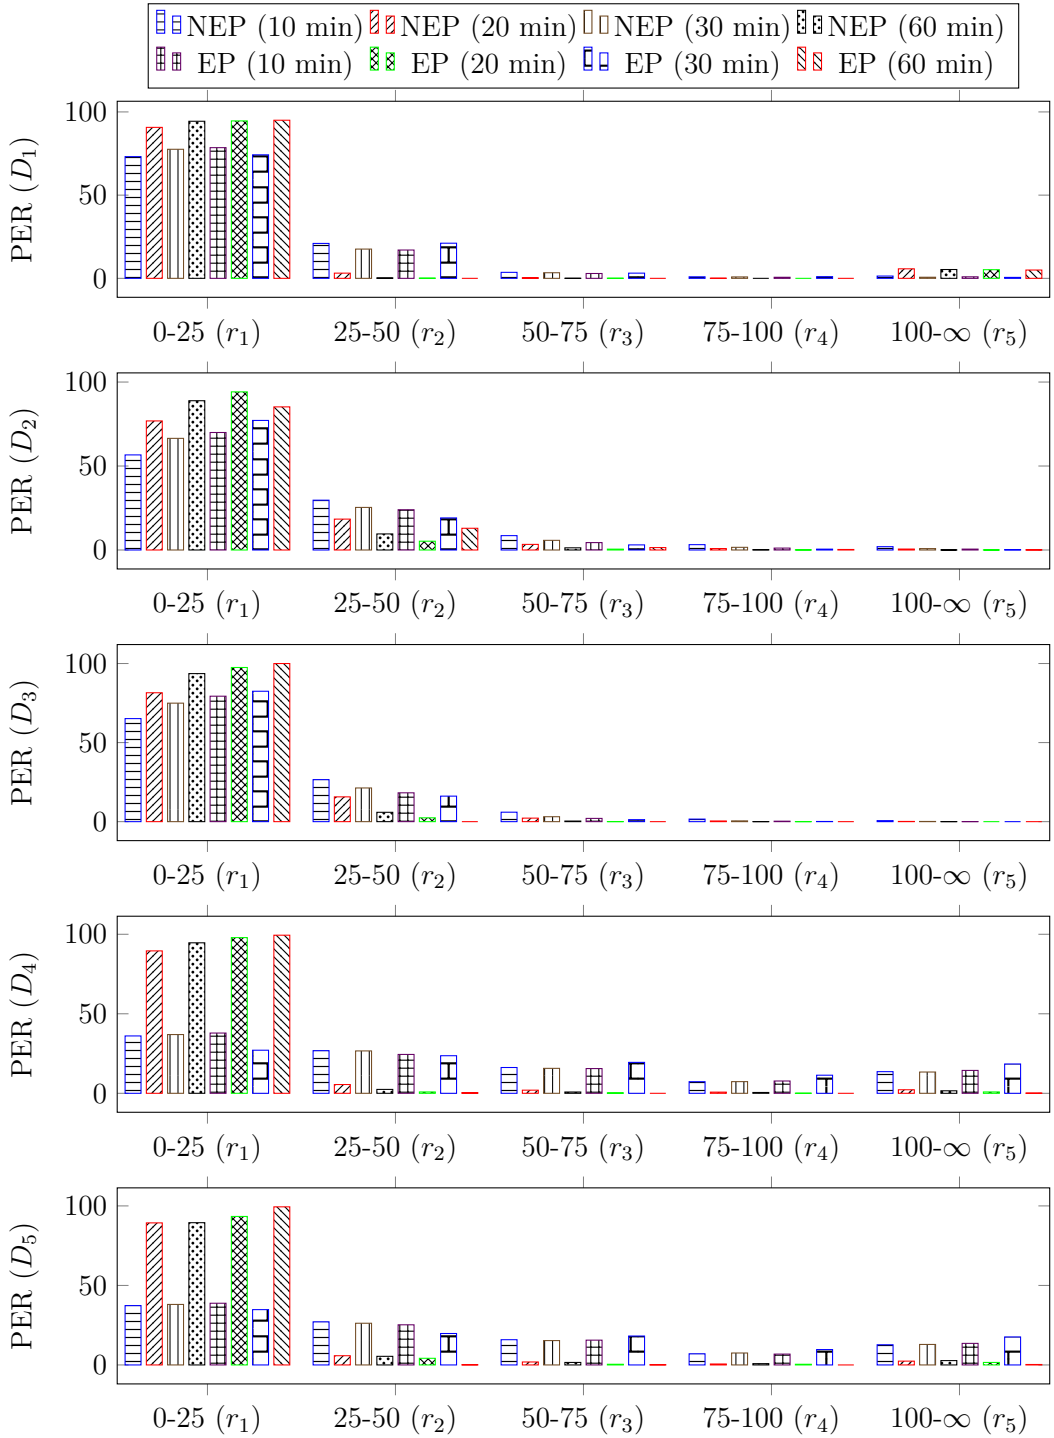 NEP (10 min) NEP (20 min) NEP (30 min) NEP (60 min)
EP (10 min) EP (20 min) EP (30 min) EP (60 min)
100
50
0
PER (D₁)
0-25 (r₁) 25-50 (r₂) 50-75 (r₃) 75-100 (r₄) 100-∞ (r₅)
100
50
0
PER (D₂)
0-25 (r₁) 25-50 (r₂) 50-75 (r₃) 75-100 (r₄) 100-∞ (r₅)
100
50
0
PER (D₃)
0-25 (r₁) 25-50 (r₂) 50-75 (r₃) 75-100 (r₄) 100-∞ (r₅)
100
50
0
PER (D₄)
0-25 (r₁) 25-50 (r₂) 50-75 (r₃) 75-100 (r₄) 100-∞ (r₅)
100
50
0
PER (D₅)
0-25 (r₁) 25-50 (r₂) 50-75 (r₃) 75-100 (r₄) 100-∞ (r₅)